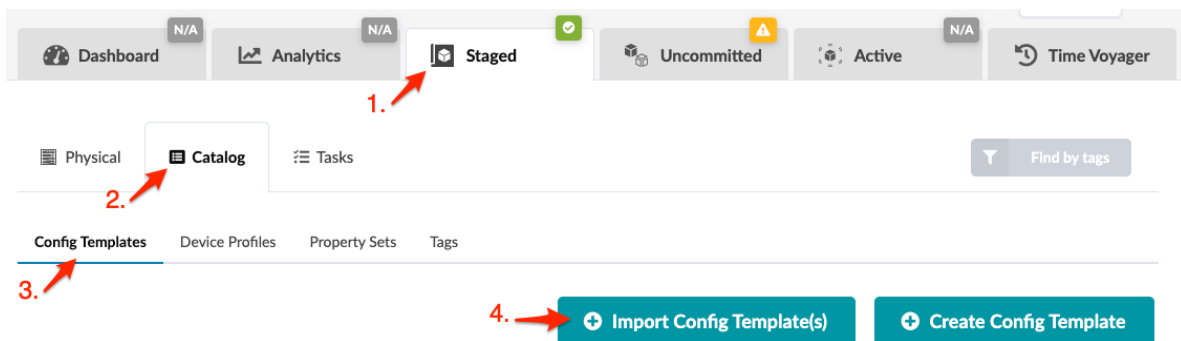 N/A N/A N/A
Dashboard Analytics Staged Uncommitted Active Time Voyager
1.
Physical Catalog Tasks Find by tags
2.
Config Templates Device Profiles Property Sets Tags
3.
4. Import Config Template(s) Create Config Template